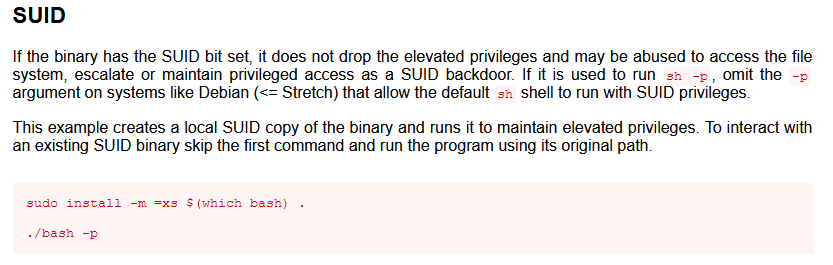 SUID
If the binary has the SUID bit set, it does not drop the elevated privileges and may be abused to access the file
system, escalate or maintain privileged access as a SUID backdoor. If it is used to run sh -p, omit the -p
argument on systems like Debian (<= Stretch) that allow the default sh shell to run with SUID privileges.
This example creates a local SUID copy of the binary and runs it to maintain elevated privileges. To interact with
an existing SUID binary skip the first command and run the program using its original path.
sudo install -m =xs $(which bash) .
./bash -p